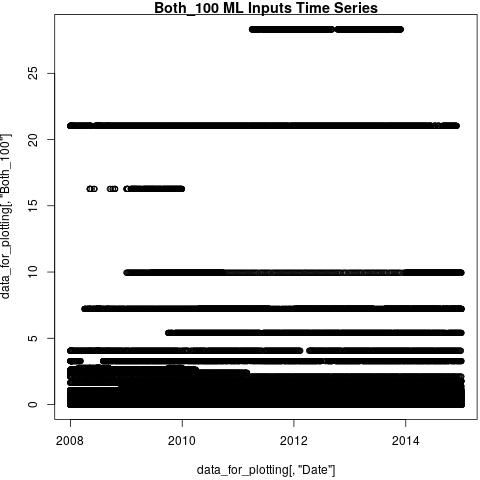 Both_100 ML Inputs Time Series
data_for_plotting[, "Both_100"]
25
20
15
10
5
0
2008 2010 2012 2014
data_for_plotting[, "Date"]